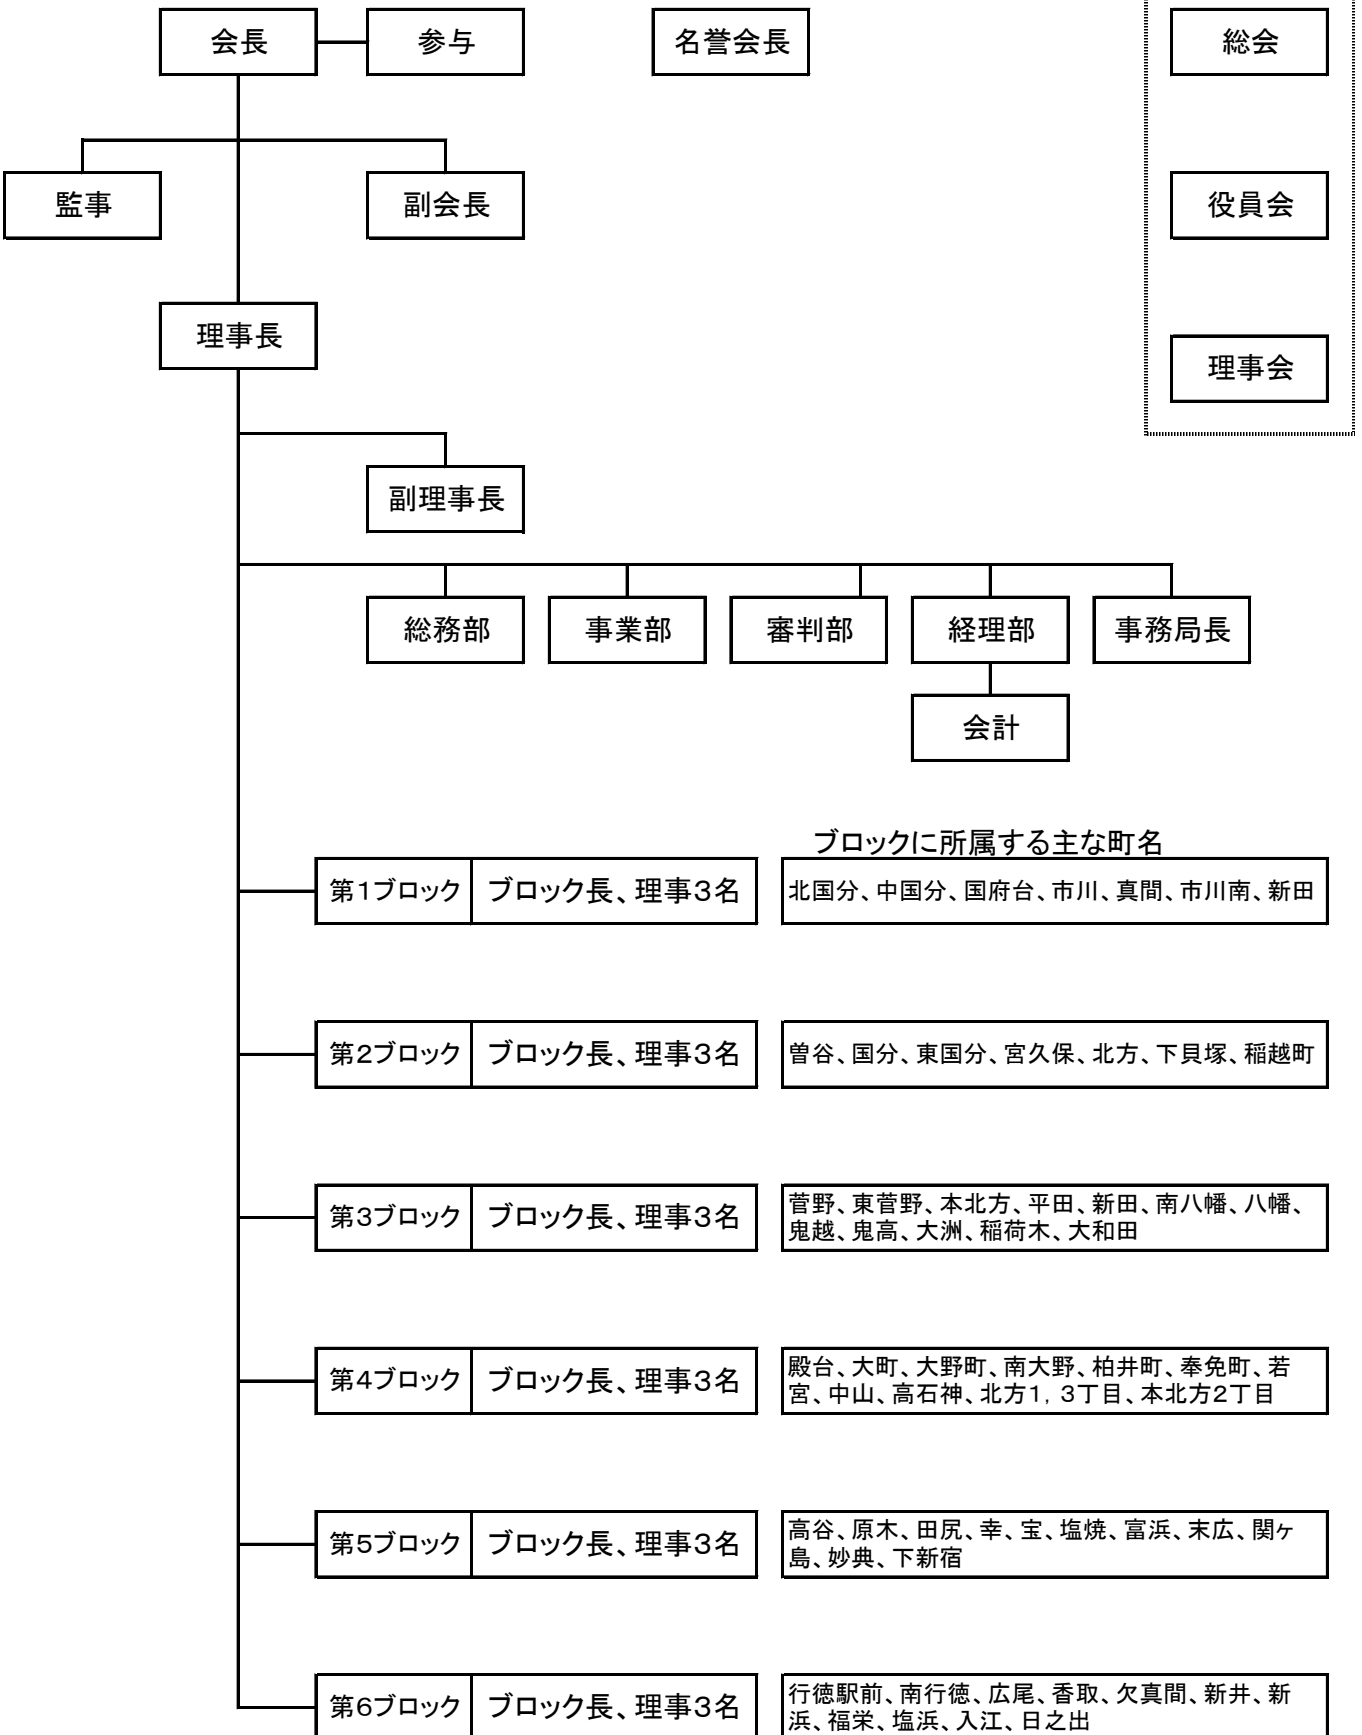 会長
参与
名誉会長
総会
監事
副会長
役員会
理事長
理事会
副理事長
総務部
事業部
審判部
経理部
事務局長
会計
ブロックに所属する主な町名
第1ブロック
ブロック長、理事3名
北国分、中国分、国府台、市川、真間、市川南、新田
第2ブロック
ブロック長、理事3名
曽谷、国分、東国分、宮久保、北方、下貝塚、稲越町
第3ブロック
ブロック長、理事3名
菅野、東菅野、本北方、平田、新田、南八幡、八幡、
鬼越、鬼高、大洲、稲荷木、大和田
第4ブロック
ブロック長、理事3名
殿台、大町、大野町、南大野、柏井町、奉免町、若
宮、中山、高石神、北方1，3丁目、本北方2丁目
第5ブロック
ブロック長、理事3名
高谷、原木、田尻、幸、宝、塩焼、富浜、末広、関ヶ
島、妙典、下新宿
第6ブロック
ブロック長、理事3名
行徳駅前、南行徳、広尾、香取、欠真間、新井、新
浜、福栄、塩浜、入江、日之出